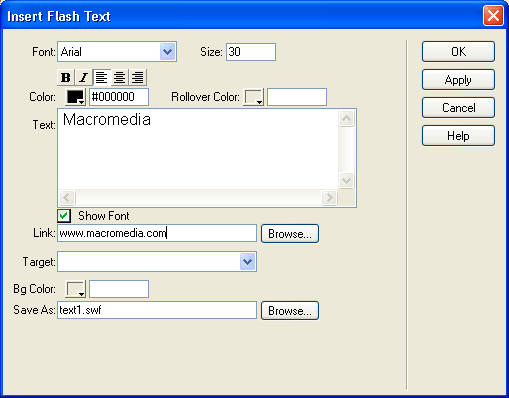 Insert Flash Text
Font: Arial Size: 30 OK
B I Apply
Color: #000000 Rollover Color: Cancel
Text: Macromedia Help
Show Font
Link: www.macromedia.com Browse...
Target:
Bg Color:
Save As: text1.swf Browse...